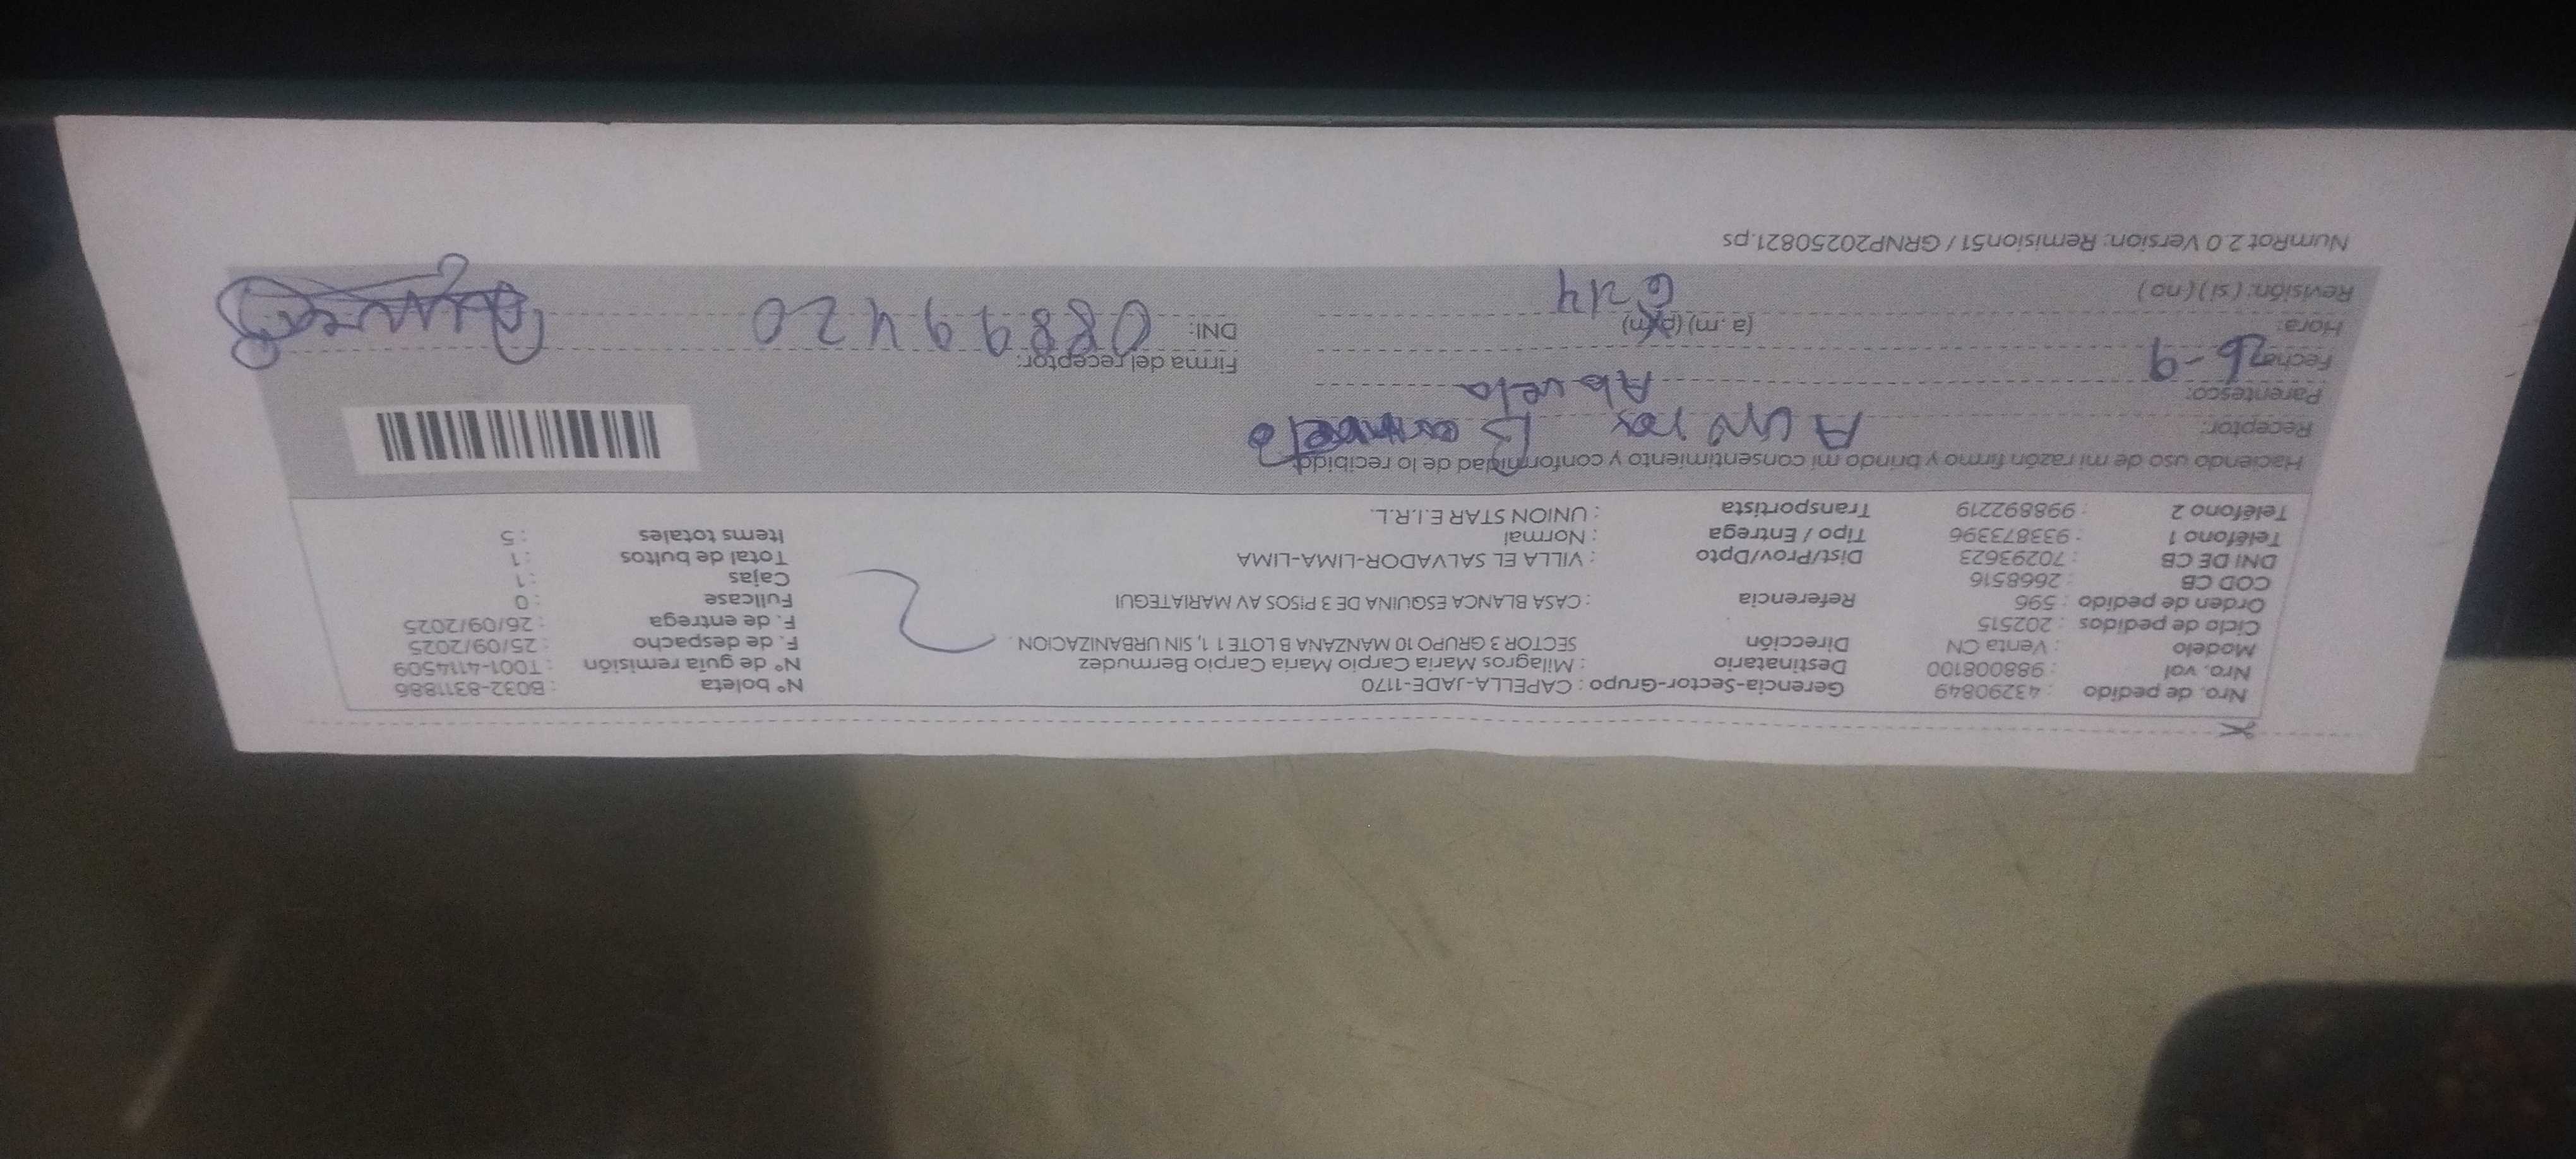 Nro. de pedido : 43290849 Gerencia-Sector-Grupo : CAPELLA-JADE-1170 N° boleta : B032-8311886
Nro. val : 988008100 Destinatario : Milagros Maria Carpio Maria Carpio Bermudez N° de guía remisión : T001-4114509
Modelo : Venta CN Dirección SECTOR 3 GRUPO 10 MANZANA B LOTE 1 1, SIN URBANIZACION F. de despacho : 25/09/2025
Ciclo de pedidos : 202515 F. de entrega : 26/09/2025
Orden de pedido : 596 Referencia : CASA BLANCA ESQUINA DE 3 PISOS AV MARIATEGUI Fullcase : 0
COD CB : 2668516 Cajas : 1
DNI DE CB : 70293623 Dist/Prov/Dpto : VILLA EL SALVADOR-LIMA-LIMA Total de bultos : 1
Teléfono 1 : 933873396 Tipo / Entrega : Normal Items totales : 5
Teléfono 2 : 998892219 Transportista : UNION STAR E.I.R.L.
Haciendo uso de mi razón firmo y brindo mi consentimiento y conformidad de lo recibido.
Receptor:
Parentesco: Abuela
Fecha: 26-9 Firma del receptor:
Hora: (a.m) (p.m) DNI: 08899420
Revisión: (si) (no) 6 214
NumRot 2.0 Version: Remision51 / GRNP20250821.ps